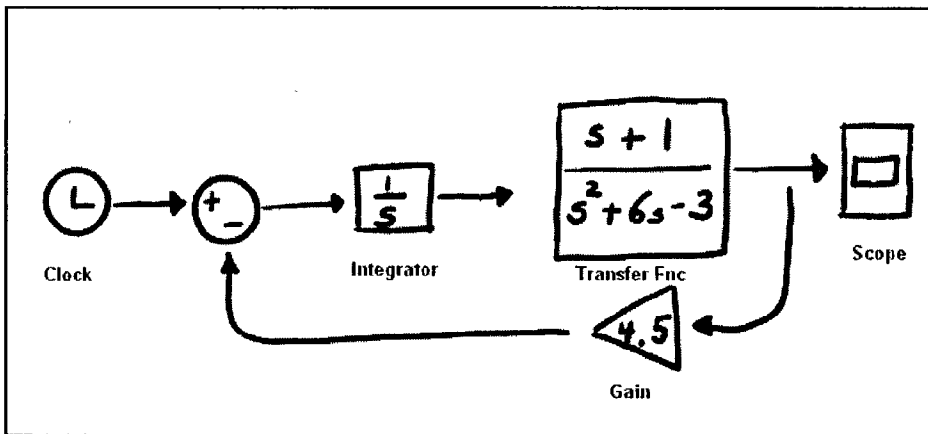 s + 1
s² + 6s - 3
+
-
1
s
Clock
Integrator
Transfer Fnc
Scope
4.5
Gain